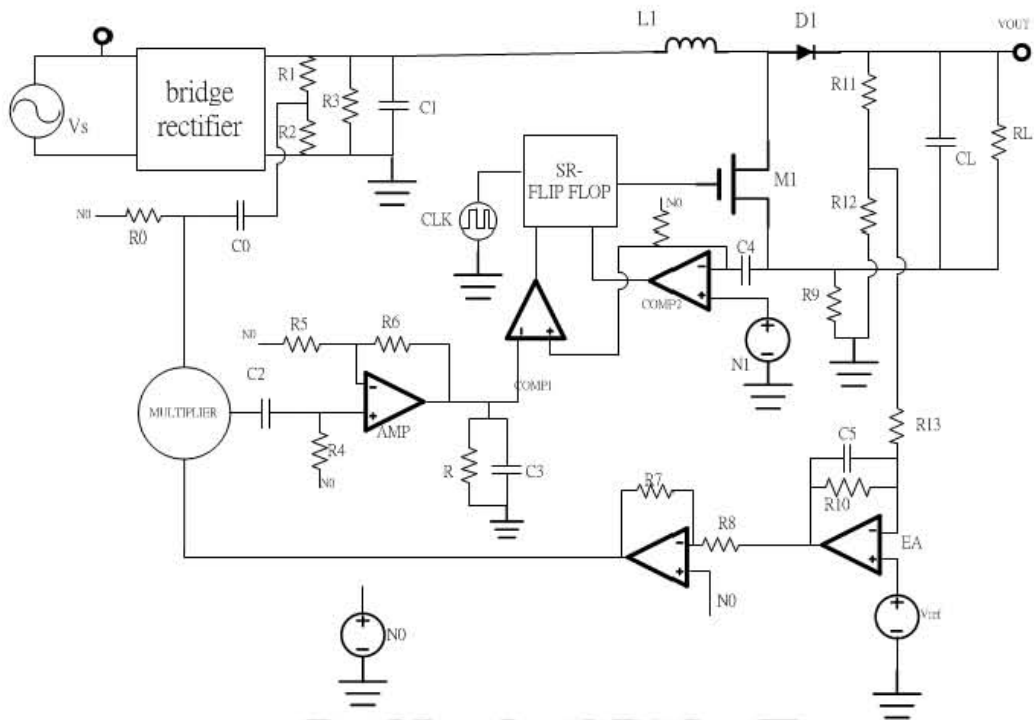 L1
D1
VOUT
R1
R3
R2
C1
bridge
rectifier
Vs
R11
CL
RL
SR-
FLIP FLOP
M1
CLK
N0
R12
N0
R0
C0
C4
COMP2
R9
N1
R5
R6
N0
COMP1
C2
MULTIPLIER
AMP
R4
N0
R
C3
R13
C5
R10
R7
R8
EA
N0
Vref
N0